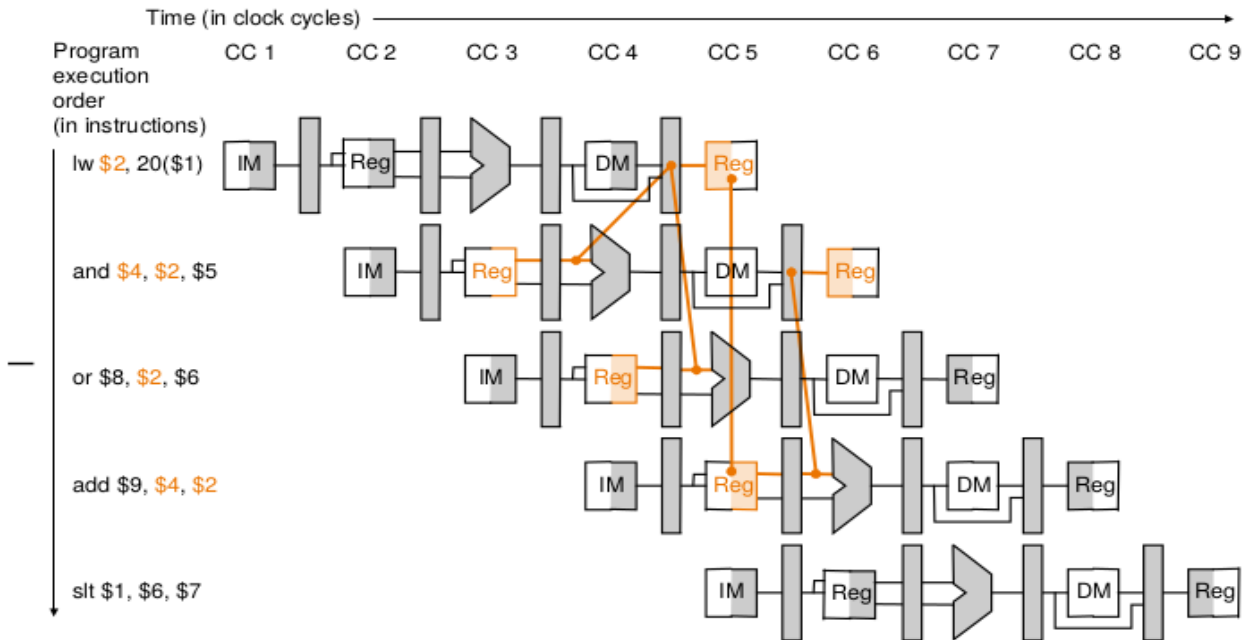 Time (in clock cycles)
Program
execution
order
(in instructions)
CC 1 CC 2 CC 3 CC 4 CC 5 CC 6 CC 7 CC 8 CC 9
lw $2, 20($1) IM Reg DM Reg
and $4, $2, $5 IM Reg DM Reg
or $8, $2, $6 IM Reg DM Reg
add $9, $4, $2 IM Reg DM Reg
slt $1, $6, $7 IM Reg DM Reg